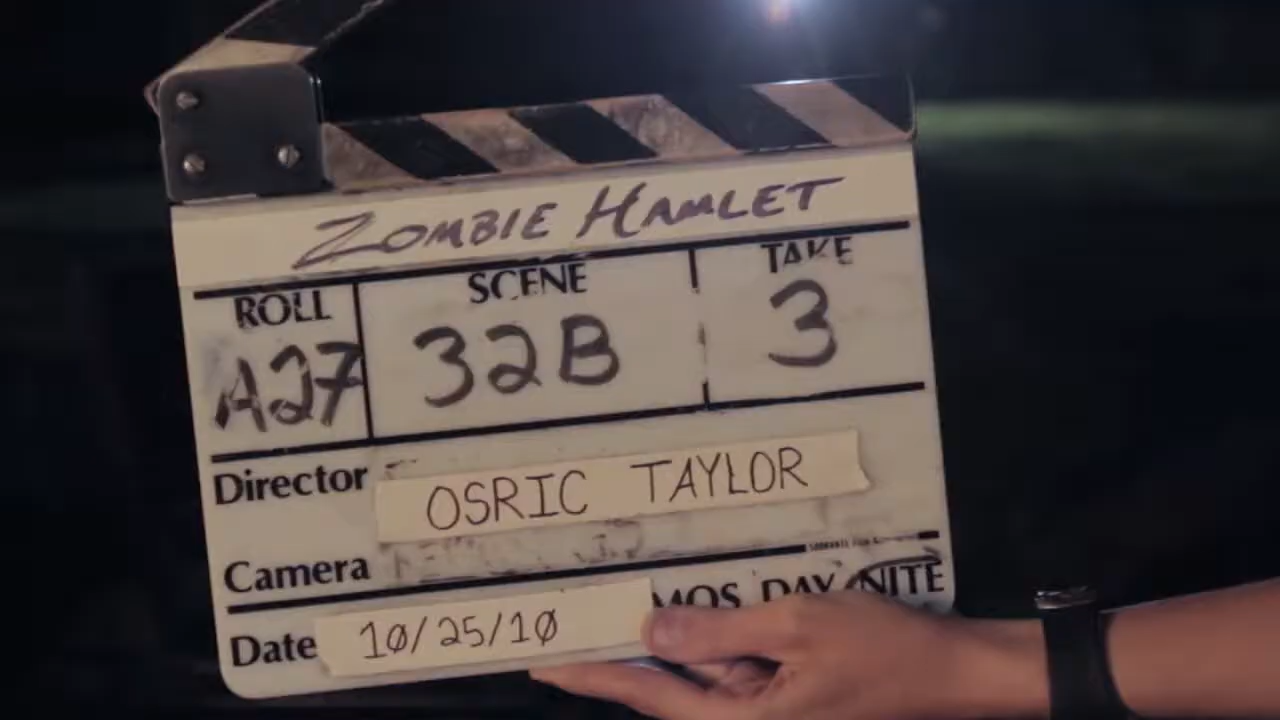 ZOMBIE HAMLET
ROLL SCENE TAKE
A27 32B 3
Director OSRIC TAYLOR
Camera
Date 10/25/10 MOS DAY NITE